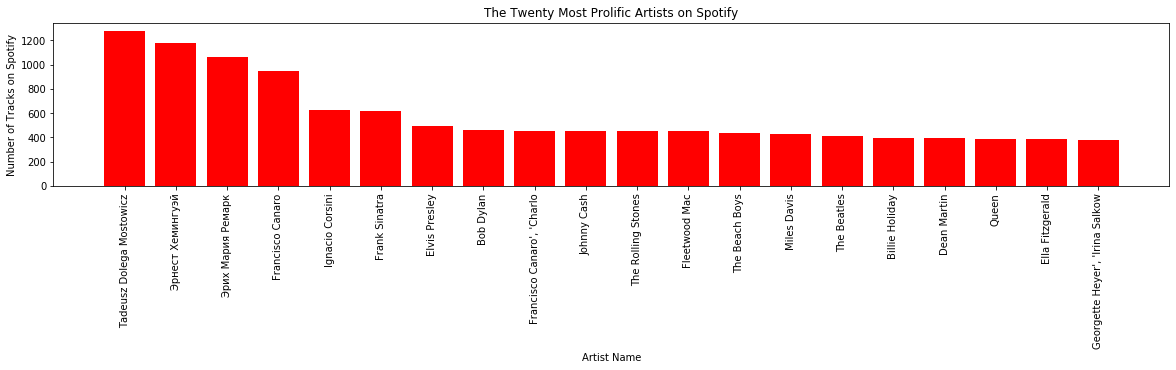 The Twenty Most Prolific Artists on Spotify
Number of Tracks on Spotify
1200
1000
800
600
400
200
0
Tadeusz Dolega Mostowicz
Эрнест Хемингуэй
Эрих Мария Ремарк
Francisco Canaro
Ignacio Corsini
Frank Sinatra
Elvis Presley
Bob Dylan
Francisco Canaro', 'Charlo
Johnny Cash
The Rolling Stones
Fleetwood Mac
The Beach Boys
Miles Davis
The Beatles
Billie Holiday
Dean Martin
Queen
Ella Fitzgerald
Georgette Heyer', 'Irina Salkow
Artist Name